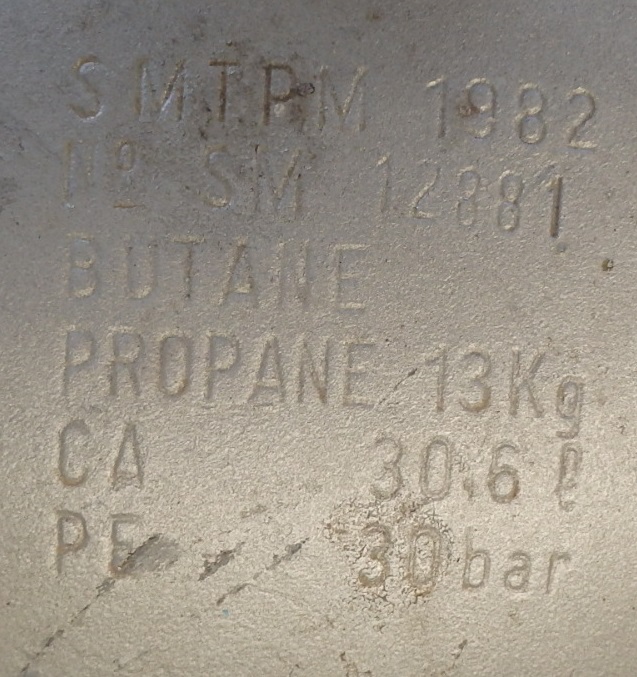 SMTPM 1982
Nº SM 12881
BUTANE
PROPANE 13Kg
CA 30.6 ℓ
PE 30bar